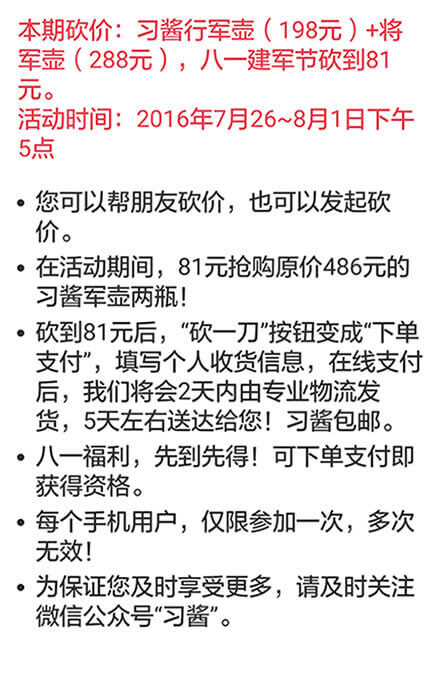 本期砍价：习酱行军壶（198元）+将
军壶（288元），八一建军节砍到81
元。
活动时间：2016年7月26~8月1日下午
5点
• 您可以帮朋友砍价，也可以发起砍
价。
• 在活动期间，81元抢购原价486元的
习酱军壶两瓶！
• 砍到81元后，“砍一刀”按钮变成“下单
支付”，填写个人收货信息，在线支付
后，我们将会2天内由专业物流发
货，5天左右送达给您！习酱包邮。
• 八一福利，先到先得！可下单支付即
获得资格。
• 每个手机用户，仅限参加一次，多次
无效！
• 为保证您及时享受更多，请及时关注
微信公众号“习酱”。